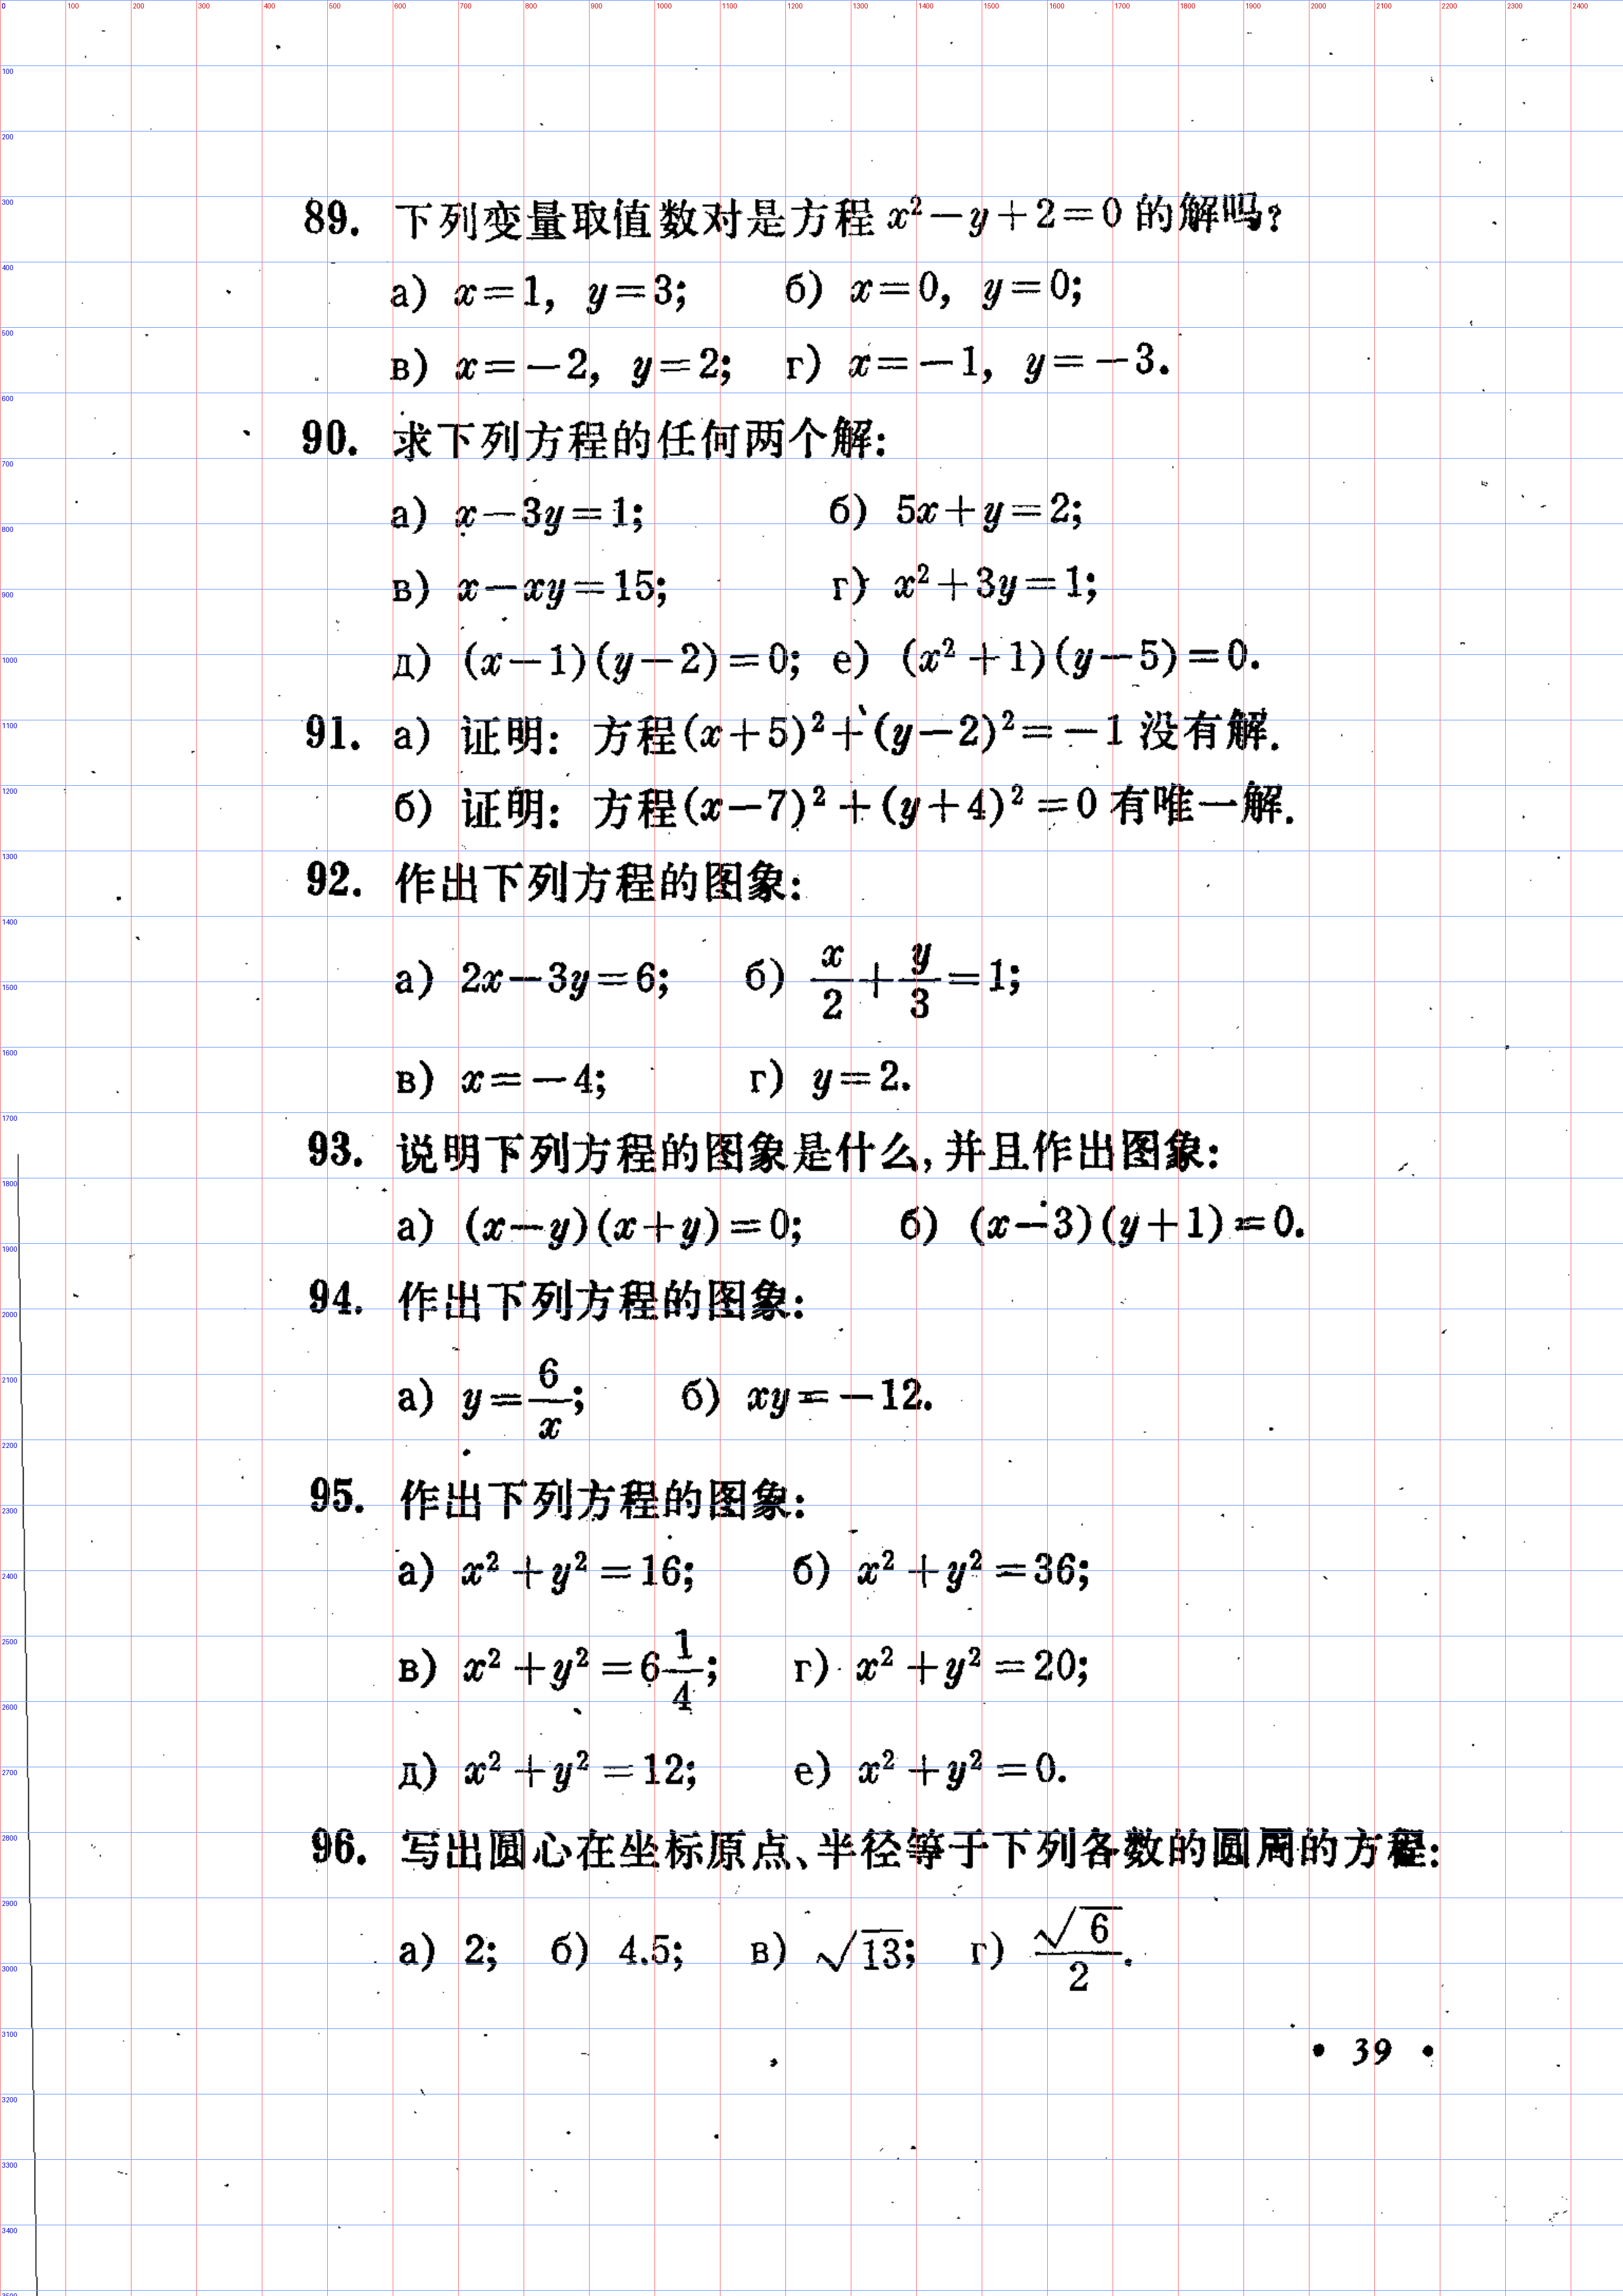 89. 下列变量取值数对是方程 x²－y＋2＝0 的解吗?
а) x＝1, y＝3; б) x＝0, y＝0;
в) x＝－2, y＝2; г) x＝－1, y＝－3.
90. 求下列方程的任何两个解:
а) x－3y＝1; б) 5x＋y＝2;
в) x－xy＝15; г) x²＋3y＝1;
д) (x－1)(y－2)＝0; е) (x²＋1)(y－5)＝0.
91. а) 证明: 方程(x＋5)²＋(y－2)²＝－1 没有解.
б) 证明: 方程(x－7)²＋(y＋4)²＝0 有唯一解.
92. 作出下列方程的图象:
а) 2x－3y＝6; б) x/2＋y/3＝1;
в) x＝－4; г) y＝2.
93. 说明下列方程的图象是什么,并且作出图象:
а) (x－y)(x＋y)＝0; б) (x－3)(y＋1)＝0.
94. 作出下列方程的图象:
а) y＝6/x; б) xy＝－12.
95. 作出下列方程的图象:
а) x²＋y²＝16; б) x²＋y²＝36;
в) x²＋y²＝6 1/4; г) x²＋y²＝20;
д) x²＋y²＝12; е) x²＋y²＝0.
96. 写出圆心在坐标原点、半径等于下列各数的圆周的方程:
а) 2; б) 4.5; в) √13; г) √6/2.
• 39 •